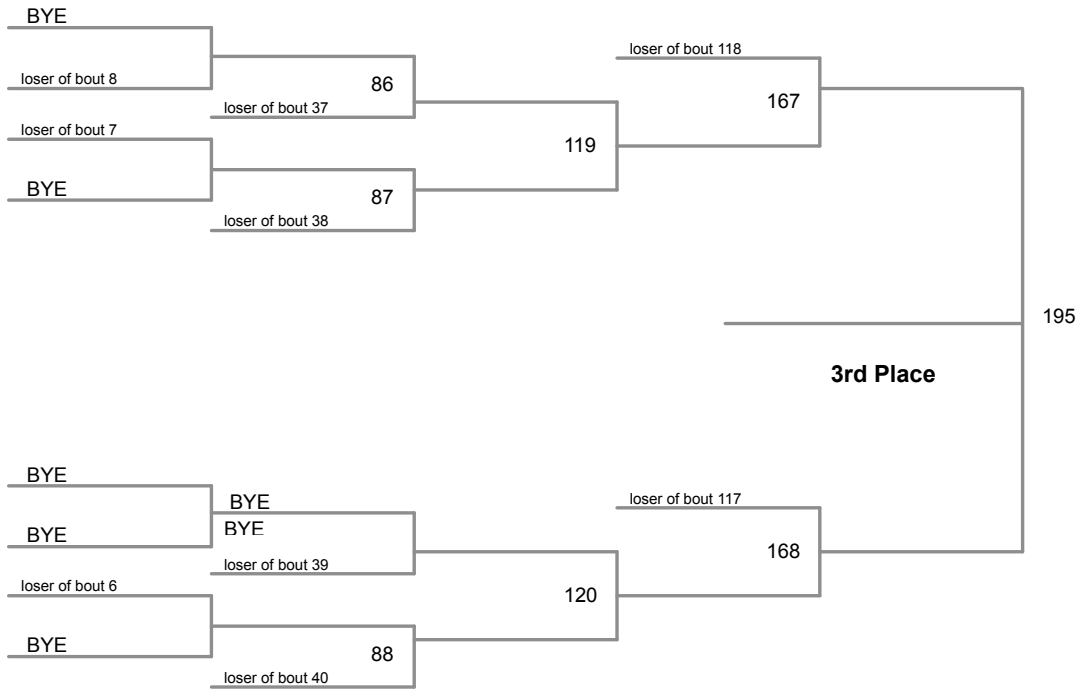 BYE
loser of bout 8
86
loser of bout 37
loser of bout 7
BYE
87
loser of bout 38
119
loser of bout 118
167
195
3rd Place
BYE
BYE
BYE
BYE
loser of bout 39
loser of bout 6
BYE
88
loser of bout 40
120
loser of bout 117
168